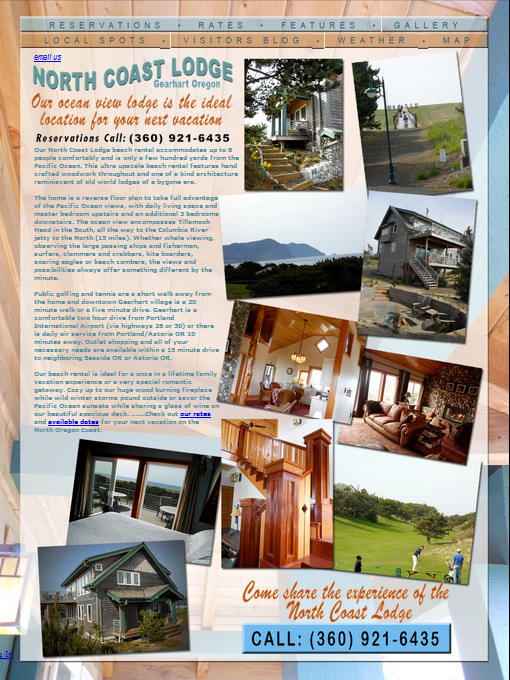 RESERVATIONS • RATES • FEATURES • GALLERY
LOCAL SPOTS • VISITORS BLOG • WEATHER • MAP
email us
NORTH COAST LODGE
Gearhart Oregon
Our ocean view lodge is the ideal
location for your next vacation
Reservations Call: (360) 921-6435
Our North Coast Lodge beach rental accommodates up to 8
people comfortably and is only a few hundred yards from the
Pacific Ocean. This ultra upscale beach rental features hand
crafted woodwork throughout and one of a kind architecture
reminiscent of old world lodges of a bygone era.
The home is a reverse floor plan to take full advantage
of the Pacific Ocean views, with daily living space and
master bedroom upstairs and an additional 3 bedrooms
downstairs. The ocean view encompasses Tillamook
Head in the South, all the way to the Columbia River
jetty to the North (15 miles). Whether whale viewing,
observing the large passing ships and fisherman,
surfers, clammers and crabbers, kite boarders,
soaring eagles or beach combers, the views and
possibilities always offer something different by the
minute.
Public golfing and tennis are a short walk away from
the home and downtown Gearhart village is a 20
minute walk or a five minute drive. Gearhart is a
comfortable two hour drive from Portland
International Airport (via highways 26 or 30) or there
is daily air service from Portland/Astoria OR 10
minutes away. Outlet shopping and all of your
necessary needs are available within a 15 minute drive
to neighboring Seaside OR or Astoria OR.
Our beach rental is ideal for a once in a lifetime family
vacation experience or a very special romantic
getaway. Cozy up to our huge wood burning fireplace
while wild winter storms pound outside or savor the
Pacific Ocean sunsets while sharing a glass of wine on
our beautiful spacious deck. .......Check out our rates
and available dates for your next vacation on the
North Oregon Coast.
Come share the experience of the
North Coast Lodge
CALL: (360) 921-6435